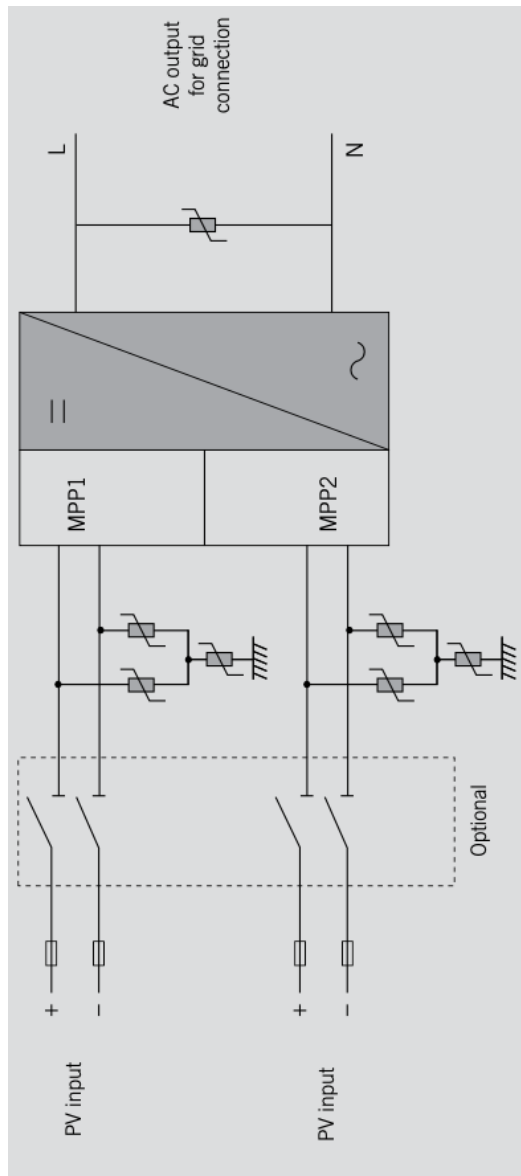 AC output
for grid
connection
L
N
MPP1
MPP2
Optional
+
−
+
−
PV input
PV input